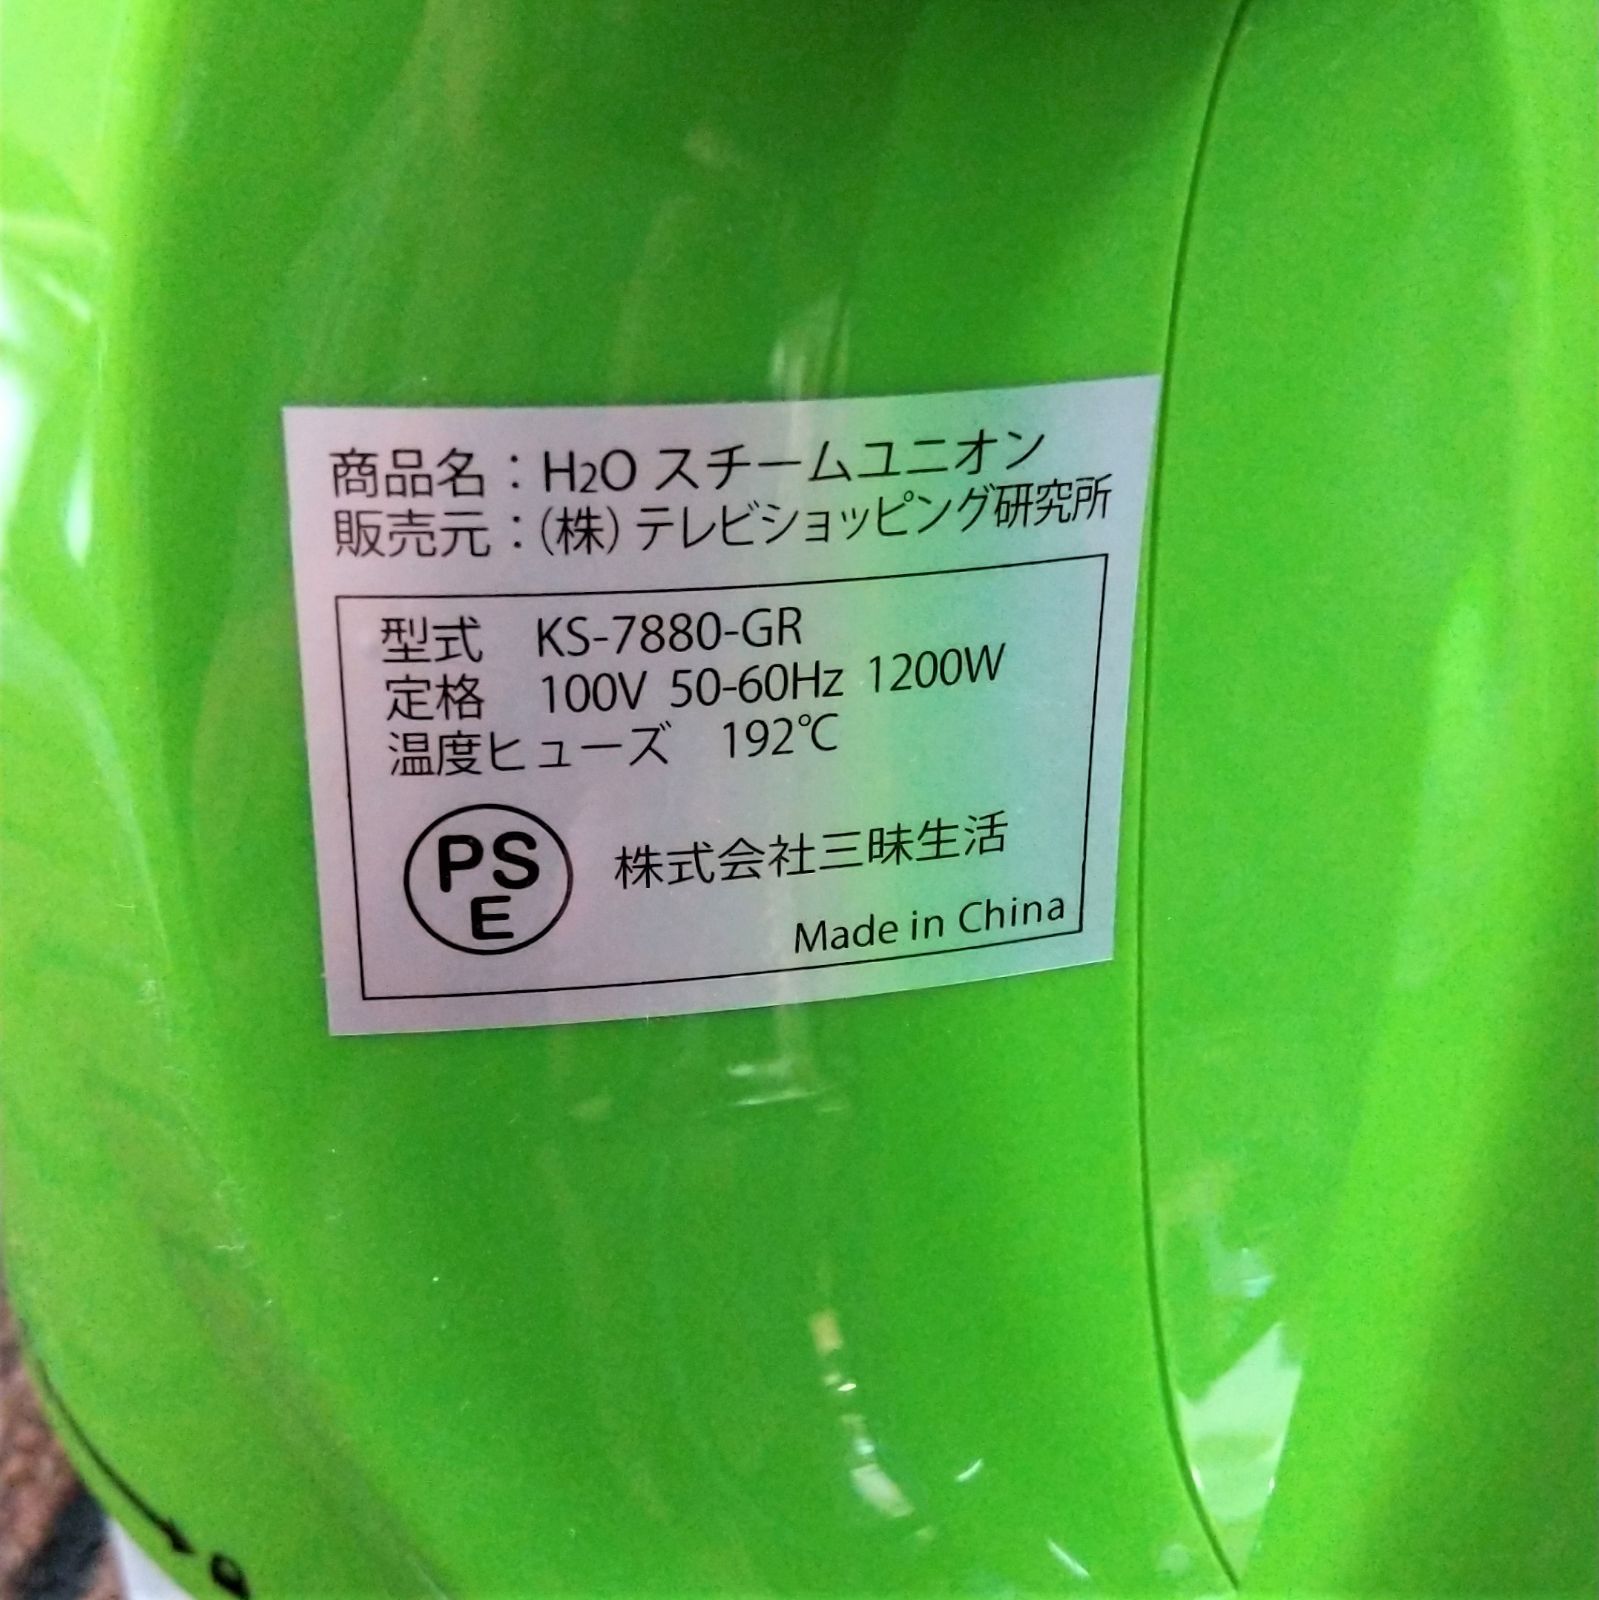 商品名：H2O スチームユニオン
販売元：（株）テレビショッピング研究所
型式 KS-7880-GR
定格 100V 50-60Hz 1200W
温度ヒューズ 192℃
PS
E
株式会社三昧生活
Made in China